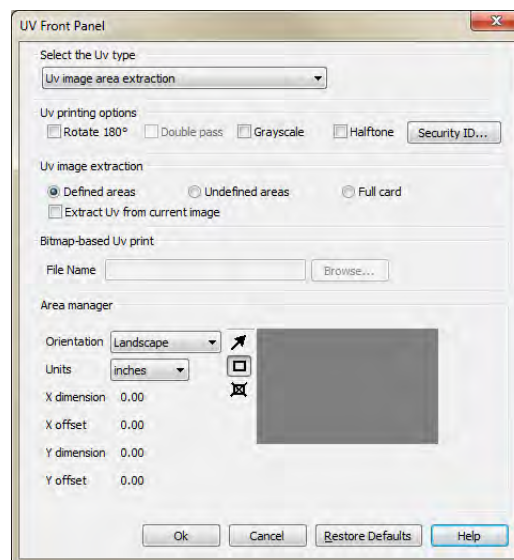 UV Front Panel
Select the Uv type
Uv image area extraction
Uv printing options
Rotate 180° Double pass Grayscale Halftone Security ID...
Uv image extraction
Defined areas Undefined areas Full card
Extract Uv from current image
Bitmap-based Uv print
File Name Browse...
Area manager
Orientation Landscape
Units inches
X dimension 0.00
X offset 0.00
Y dimension 0.00
Y offset 0.00
Ok Cancel Restore Defaults Help